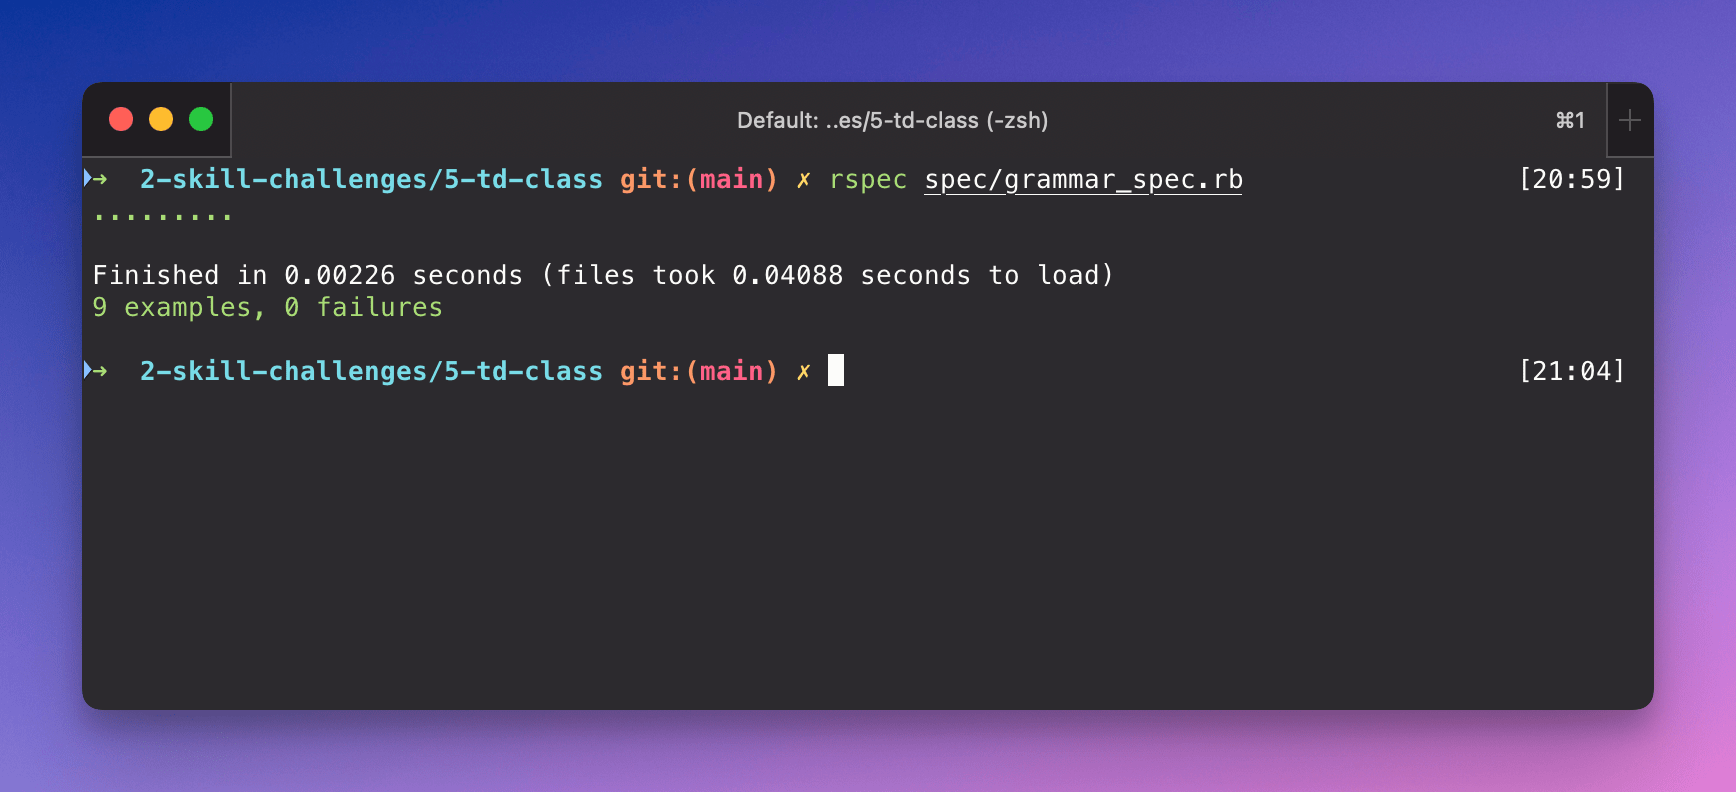 Default: ..es/5-td-class (-zsh) ⌘1 +
➜ 2-skill-challenges/5-td-class git:(main) ✗ rspec spec/grammar_spec.rb [20:59]
.........
Finished in 0.00226 seconds (files took 0.04088 seconds to load)
9 examples, 0 failures
➜ 2-skill-challenges/5-td-class git:(main) ✗ [21:04]